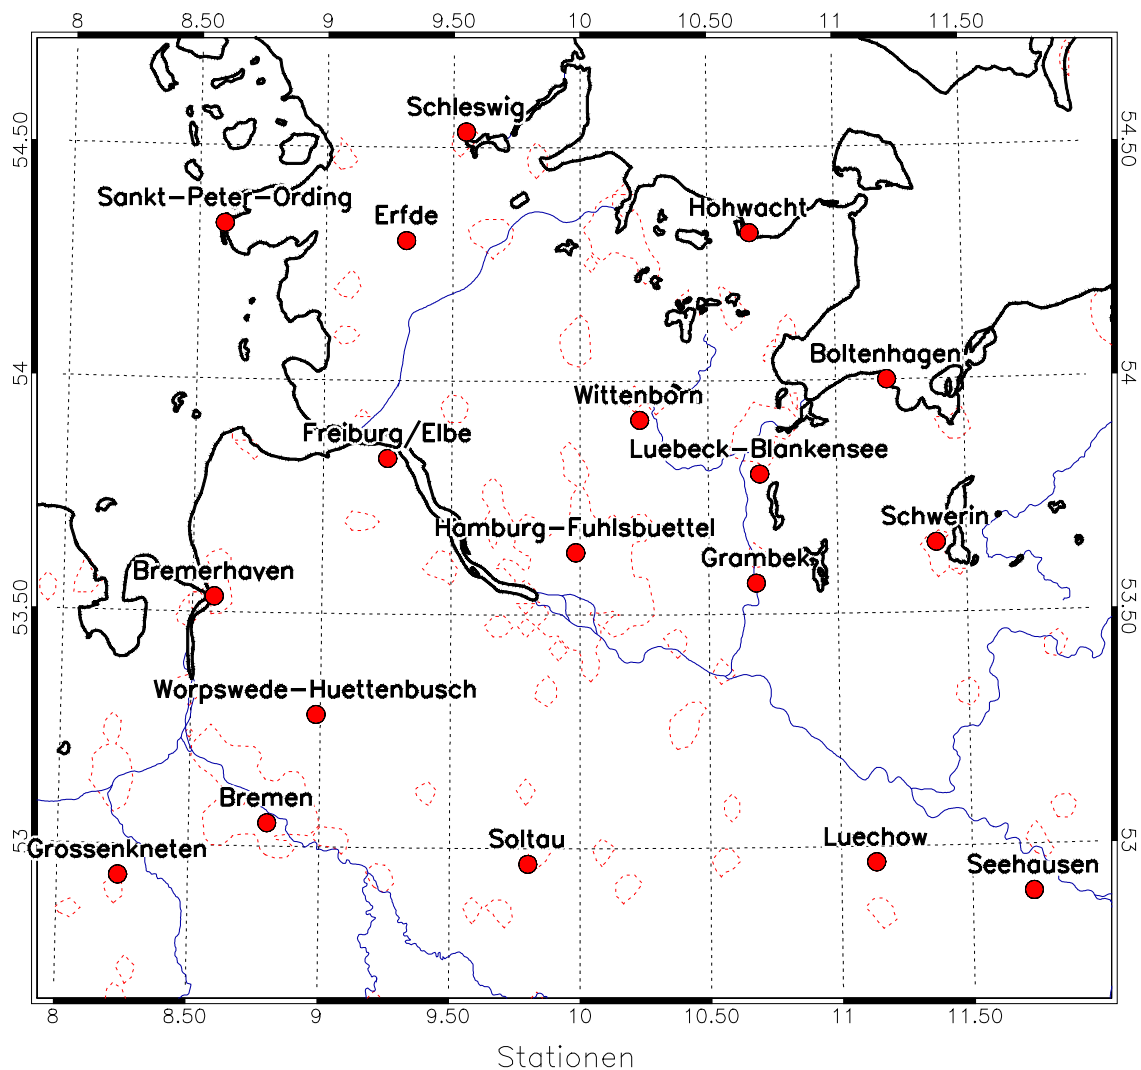 8 8.50 9 9.50 10 10.50 11 11.50
54.50 54.50
Schleswig
Sankt-Peter-Ording
Erfde
Hohwacht
54 54
Boltenhagen
Wittenborn
Freiburg/Elbe
Luebeck-Blankensee
Schwerin
Hamburg-Fuhlsbuettel
Grambek
Bremerhaven
53.50 53.50
Worpswede-Huettenbusch
Bremen
53 53
Grossenkneten
Soltau
Luechow
Seehausen
8 8.50 9 9.50 10 10.50 11 11.50
Stationen